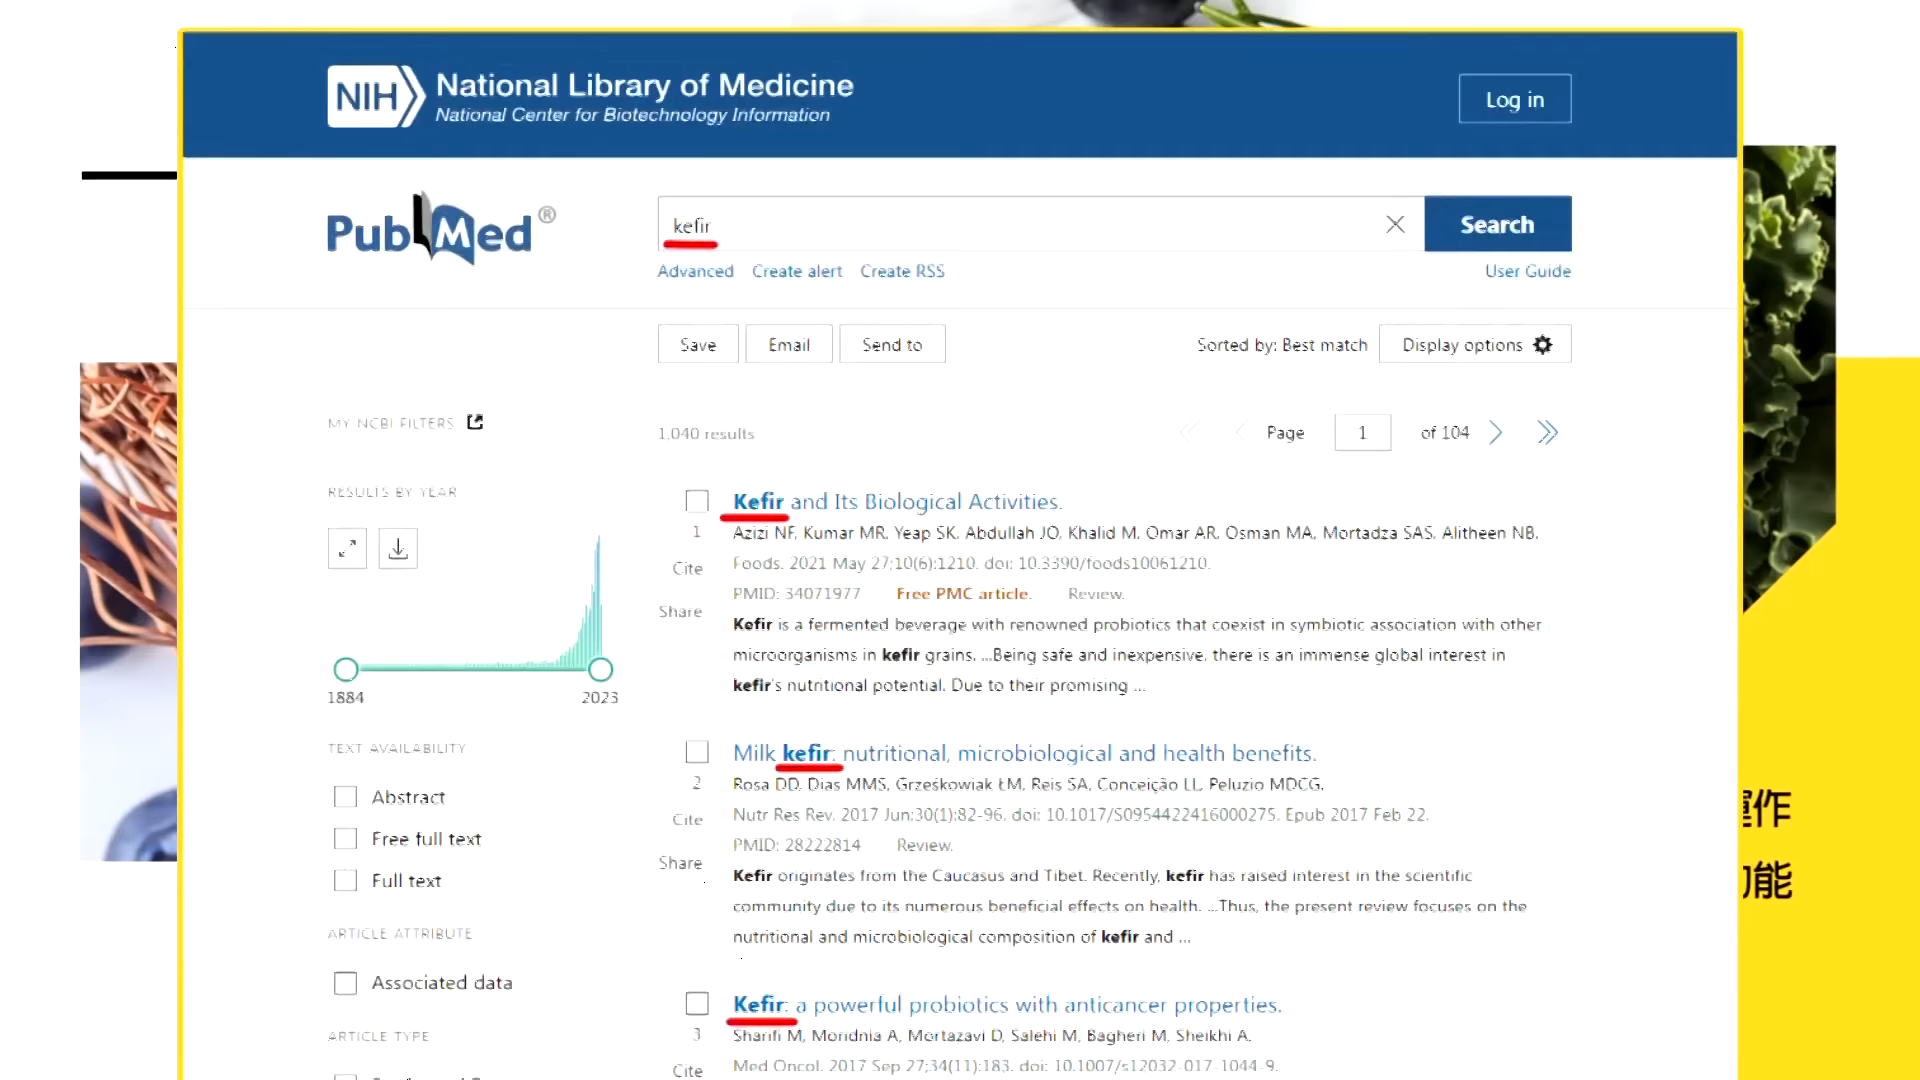 NIH National Library of Medicine
National Center for Biotechnology Information
Log in
PubMed®
kefir
Search
Advanced Create alert Create RSS
User Guide
Save Email Send to
Sorted by: Best match Display options
MY NCBI FILTERS
1,040 results
Page 1 of 104
RESULTS BY YEAR
1884 2023
TEXT AVAILABILITY
Abstract
Free full text
Full text
ARTICLE ATTRIBUTE
Associated data
ARTICLE TYPE
Kefir and Its Biological Activities.
1
Azizi NF, Kumar MR, Yeap SK, Abdullah JO, Khalid M, Omar AR, Osman MA, Mortadza SAS, Alitheen NB.
Cite
Foods. 2021 May 27;10(6):1210. doi: 10.3390/foods10061210.
PMID: 34071977 Free PMC article. Review.
Share
Kefir is a fermented beverage with renowned probiotics that coexist in symbiotic association with other
microorganisms in kefir grains. ...Being safe and inexpensive, there is an immense global interest in
kefir's nutritional potential. Due to their promising ...
Milk kefir: nutritional, microbiological and health benefits.
2
Rosa DD, Dias MMS, Grześkowiak ŁM, Reis SA, Conceição LL, Peluzio MDCG.
Cite
Nutr Res Rev. 2017 Jun;30(1):82-96. doi: 10.1017/S0954422416000275. Epub 2017 Feb 22.
PMID: 28222814 Review.
Share
Kefir originates from the Caucasus and Tibet. Recently, kefir has raised interest in the scientific
community due to its numerous beneficial effects on health. ...Thus, the present review focuses on the
nutritional and microbiological composition of kefir and ...
Kefir: a powerful probiotics with anticancer properties.
3
Sharifi M, Moridnia A, Mortazavi D, Salehi M, Bagheri M, Sheikhi A.
Cite
Med Oncol. 2017 Sep 27;34(11):183. doi: 10.1007/s12032-017-1044-9.
作
能